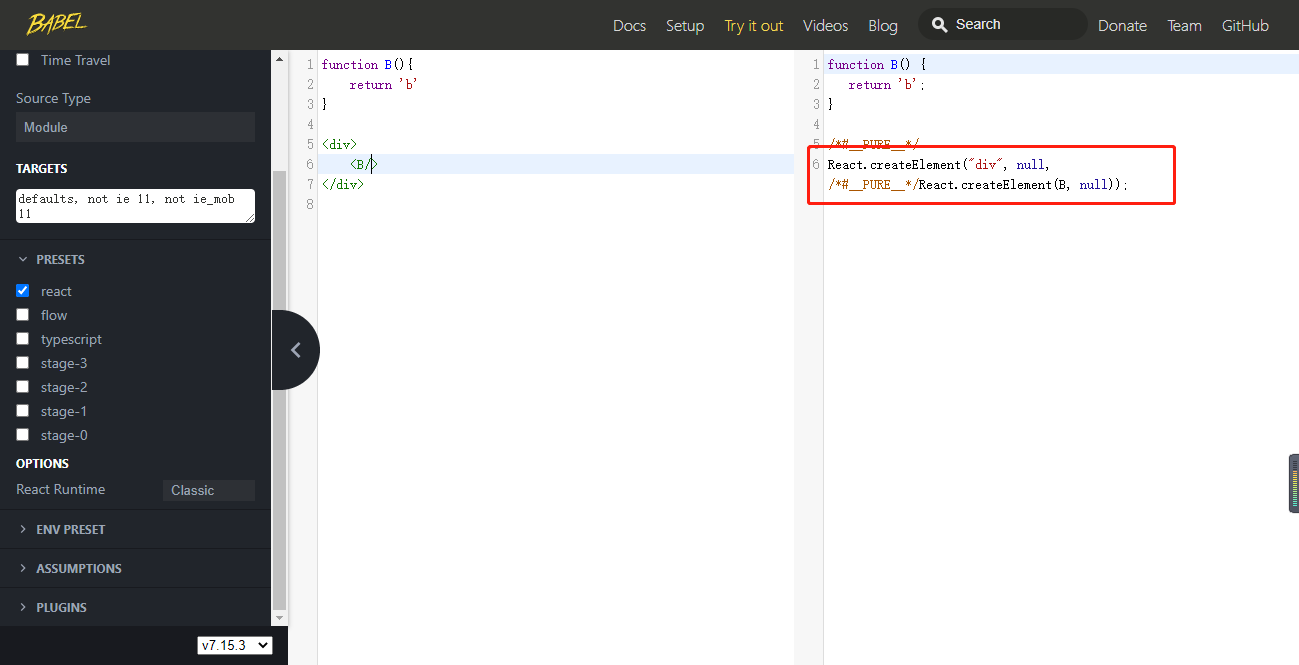 BABEL
Docs
Setup
Try it out
Videos
Blog
Search
Donate
Team
GitHub
Time Travel
Source Type
Module
TARGETS
defaults, not ie 11, not ie_mob
11
PRESETS
react
flow
typescript
stage-3
stage-2
stage-1
stage-0
OPTIONS
React Runtime
Classic
ENV PRESET
ASSUMPTIONS
PLUGINS
v7.15.3
1 function B(){
2 return 'b'
3 }
4
5 <div>
6 <B/>
7 </div>
8
1 function B() {
2 return 'b';
3 }
4
5 /*#__PURE__*/
6 React.createElement("div", null,
/*#__PURE__*/React.createElement(B, null));